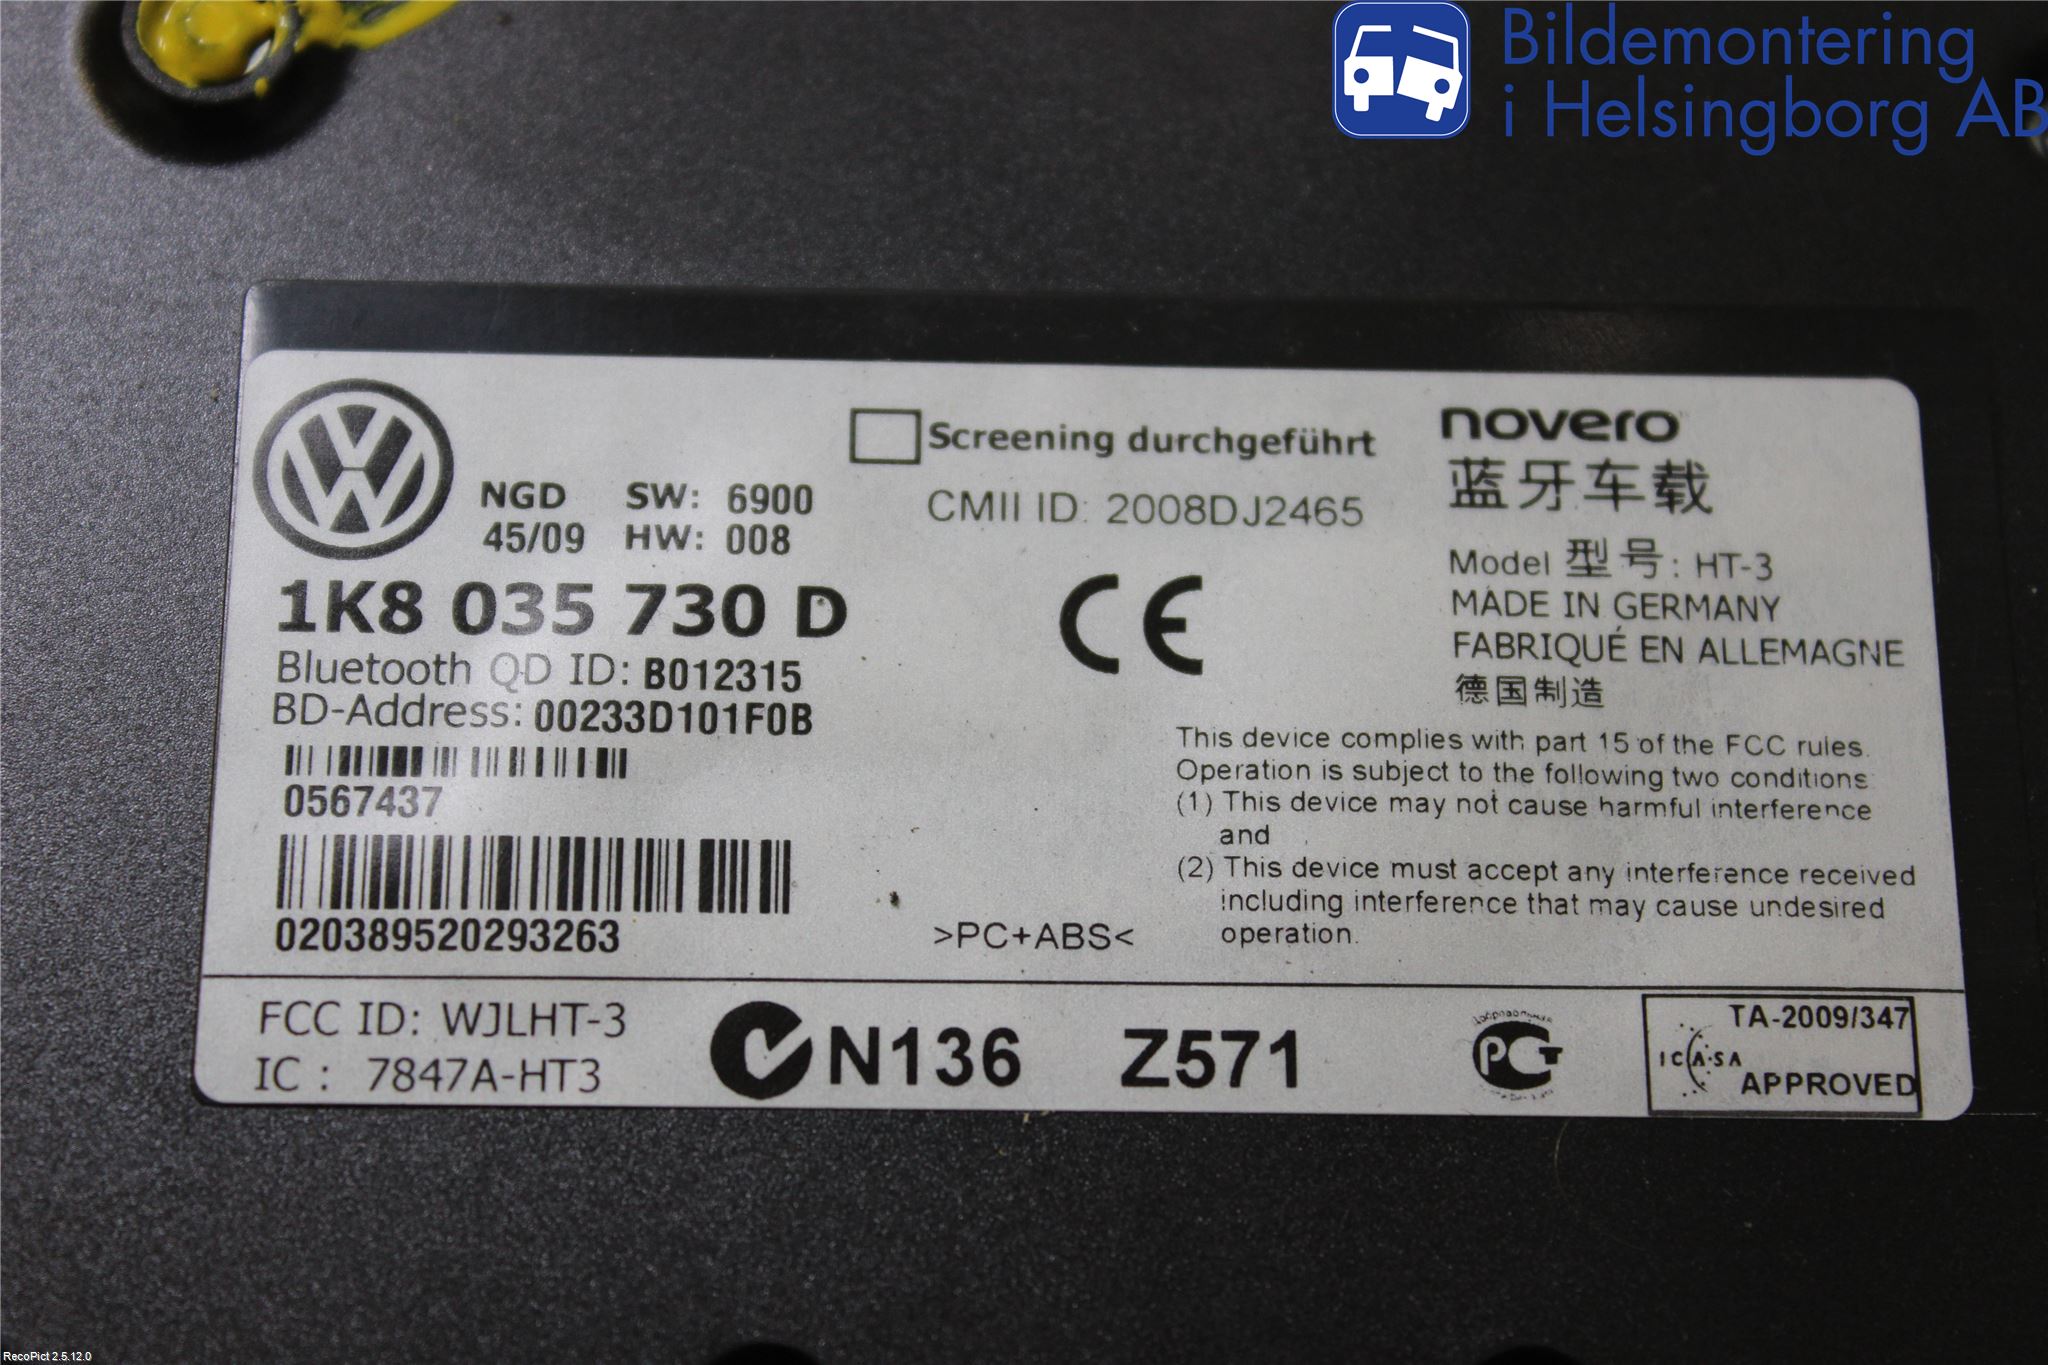 Bildemontering
i Helsingborg AB
NGD SW: 6900
45/09 HW: 008
1K8 035 730 D
Bluetooth QD ID: B012315
BD-Address: 00233D101F0B
0567437
020389520293263
Screening durchgeführt
CMII ID: 2008DJ2465
CE
>PC+ABS<
novero
蓝牙车载
Model 型号: HT-3
MADE IN GERMANY
FABRIQUÉ EN ALLEMAGNE
德国制造
This device complies with part 15 of the FCC rules.
Operation is subject to the following two conditions:
(1) This device may not cause harmful interference
and
(2) This device must accept any interference received
including interference that may cause undesired
operation.
FCC ID: WJLHT-3
IC : 7847A-HT3
N136 Z571
Добровольная
РСТ
TA-2009/347
ICASA
APPROVED
RecoPict 2.5.12.0